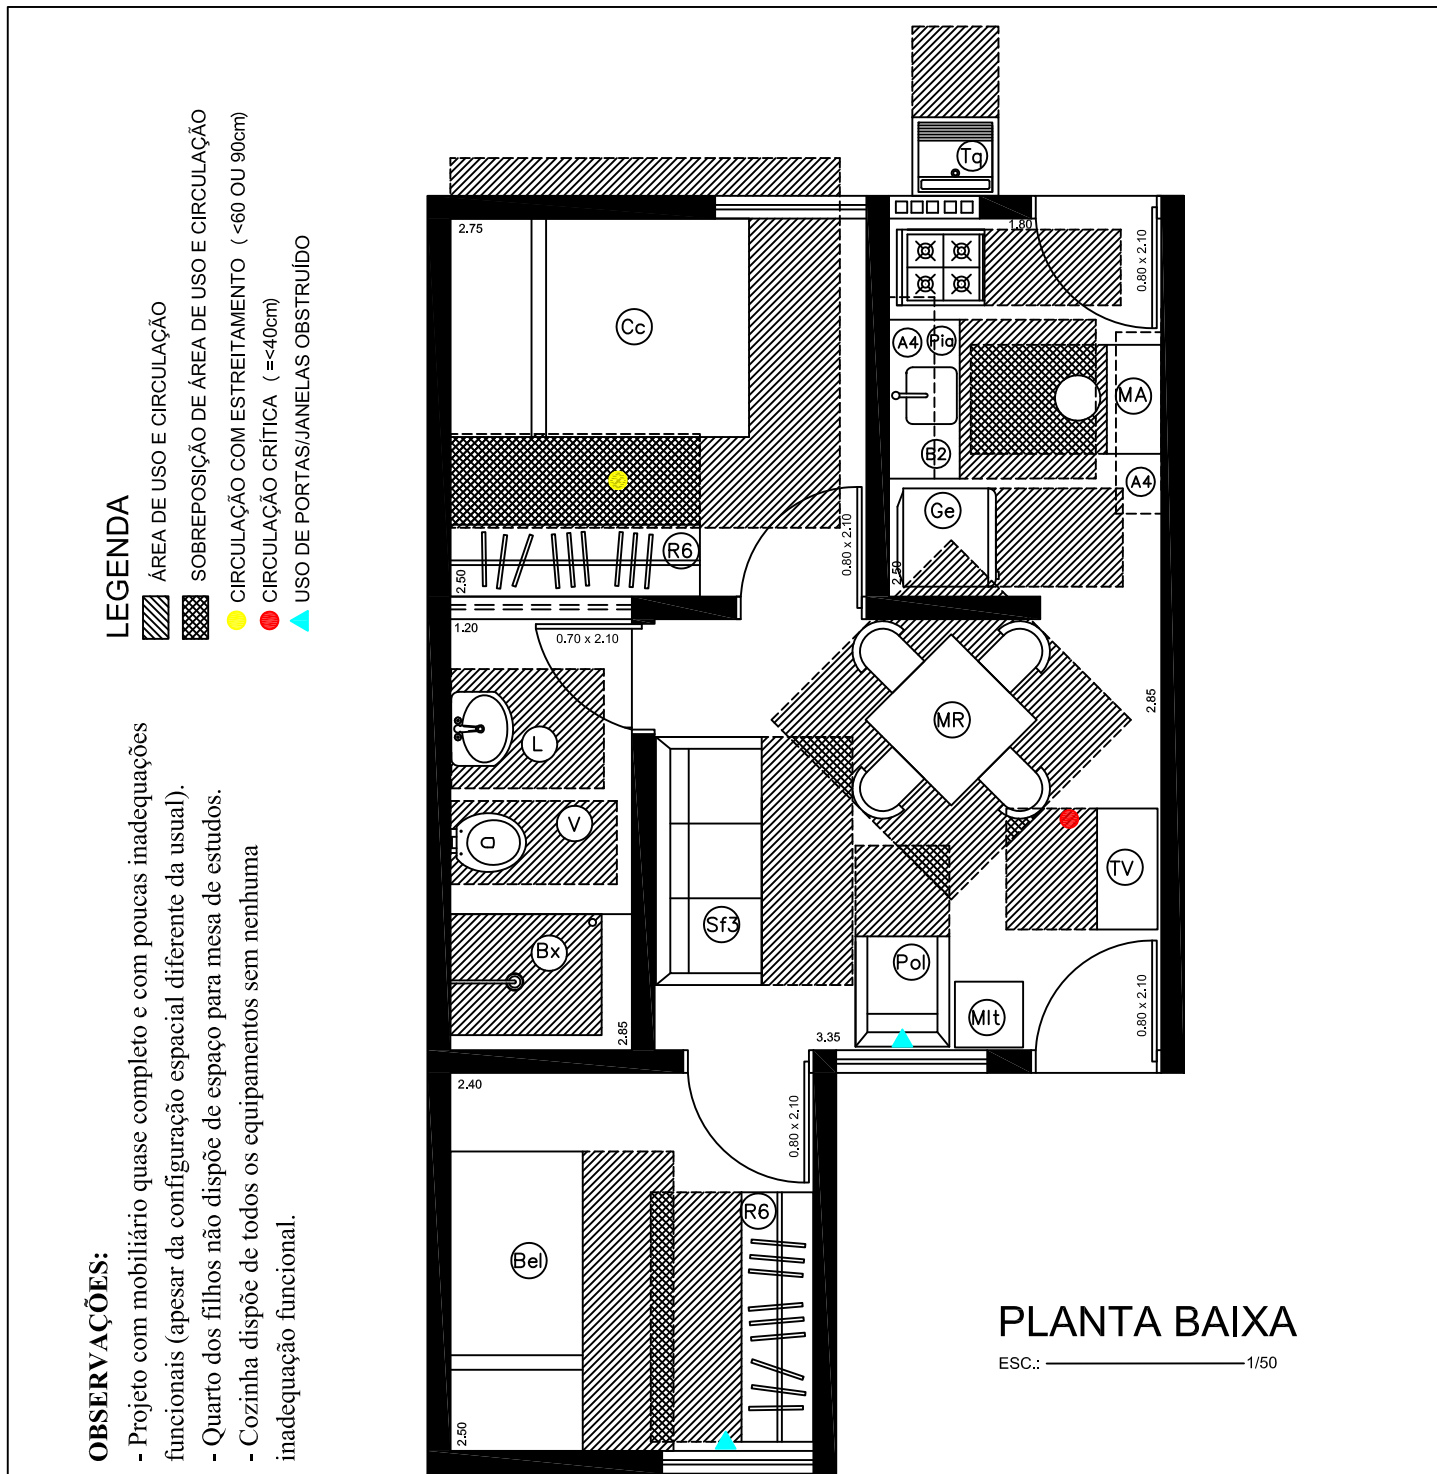 LEGENDA
ÁREA DE USO E CIRCULAÇÃO
SOBREPOSIÇÃO DE ÁREA DE USO E CIRCULAÇÃO
CIRCULAÇÃO COM ESTREITAMENTO ( <60 OU 90cm)
CIRCULAÇÃO CRÍTICA ( =<40cm)
USO DE PORTAS/JANELAS OBSTRUÍDO
OBSERVAÇÕES:
- Projeto com mobiliário quase completo e com poucas inadequações
funcionais (apesar da configuração espacial diferente da usual).
- Quarto dos filhos não dispõe de espaço para mesa de estudos.
- Cozinha dispõe de todos os equipamentos sem nenhuma
inadequação funcional.
Tq
2.75
1.80
0.80 x 2.10
Cc
A4
Pia
MA
B2
A4
Ge
R6
0.80 x 2.10
2.50
2.50
1.20
0.70 x 2.10
2.85
L
MR
V
TV
Sf3
Bx
Pol
Mlt
0.80 x 2.10
2.85
3.35
2.40
0.80 x 2.10
R6
Bel
2.50
PLANTA BAIXA
ESC.: 1/50